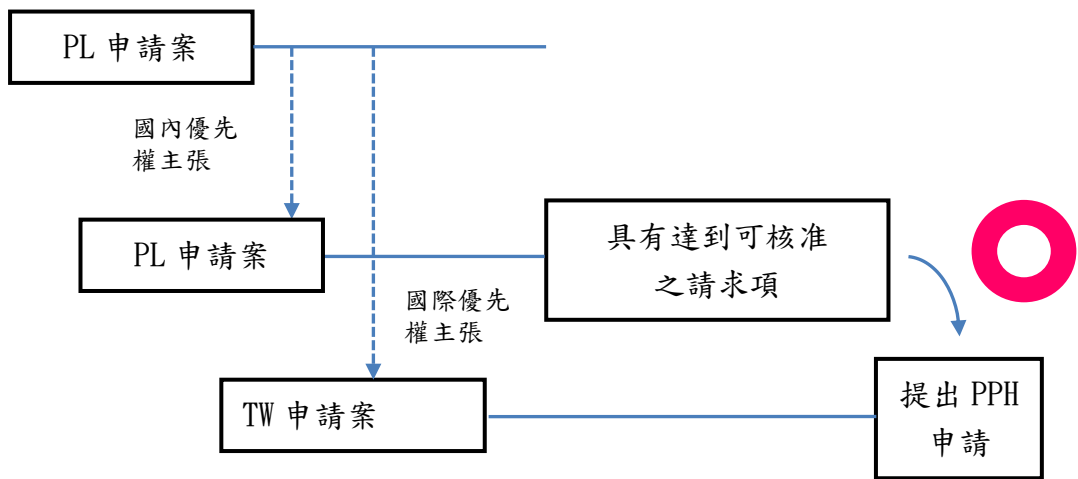 PL 申請案
國內優先
權主張
PL 申請案
具有達到可核准
之請求項
國際優先
權主張
TW 申請案
提出 PPH
申請